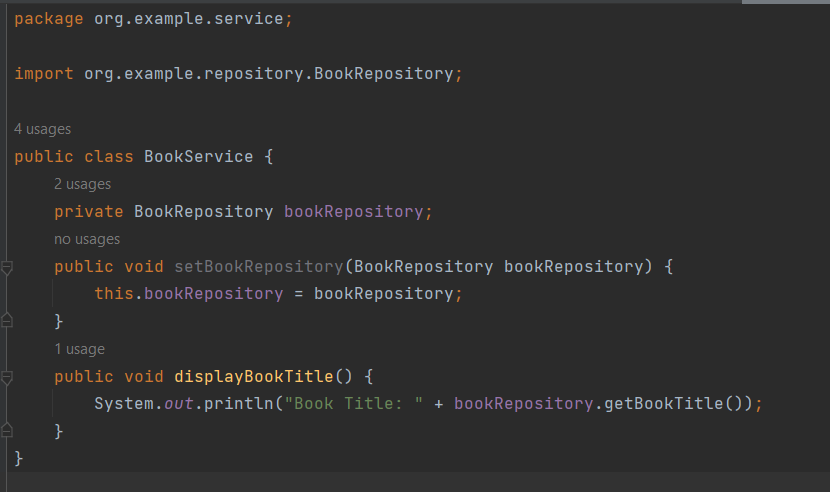 package org.example.service;
import org.example.repository.BookRepository;
4 usages
public class BookService {
2 usages
private BookRepository bookRepository;
no usages
public void setBookRepository(BookRepository bookRepository) {
this.bookRepository = bookRepository;
}
1 usage
public void displayBookTitle() {
System.out.println("Book Title: " + bookRepository.getBookTitle());
}
}